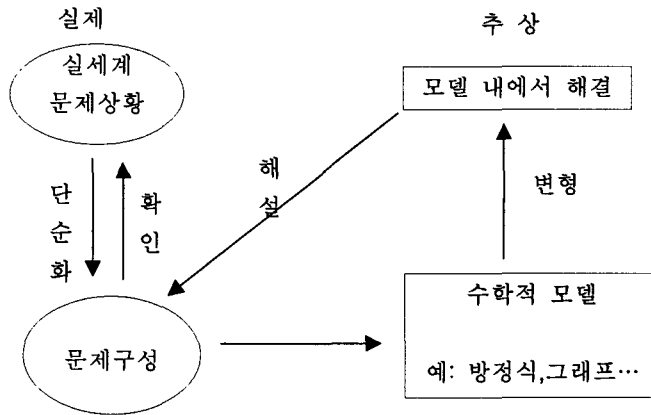 실제
추 상
실세계
문제상황
모델 내에서 해결
단순화
확인
해설
변형
문제구성
수학적 모델
예: 방정식,그래프…